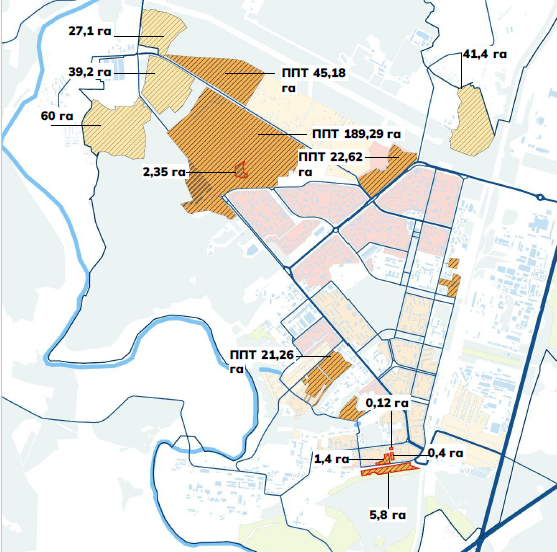 27,1 га
41,4 га
39,2 га
ППТ 45,18
га
60 га
ППТ 189,29 га
ППТ 22,62
га
2,35 га
ППТ 21,26
га
0,12 га
1,4 га
0,4 га
5,8 га